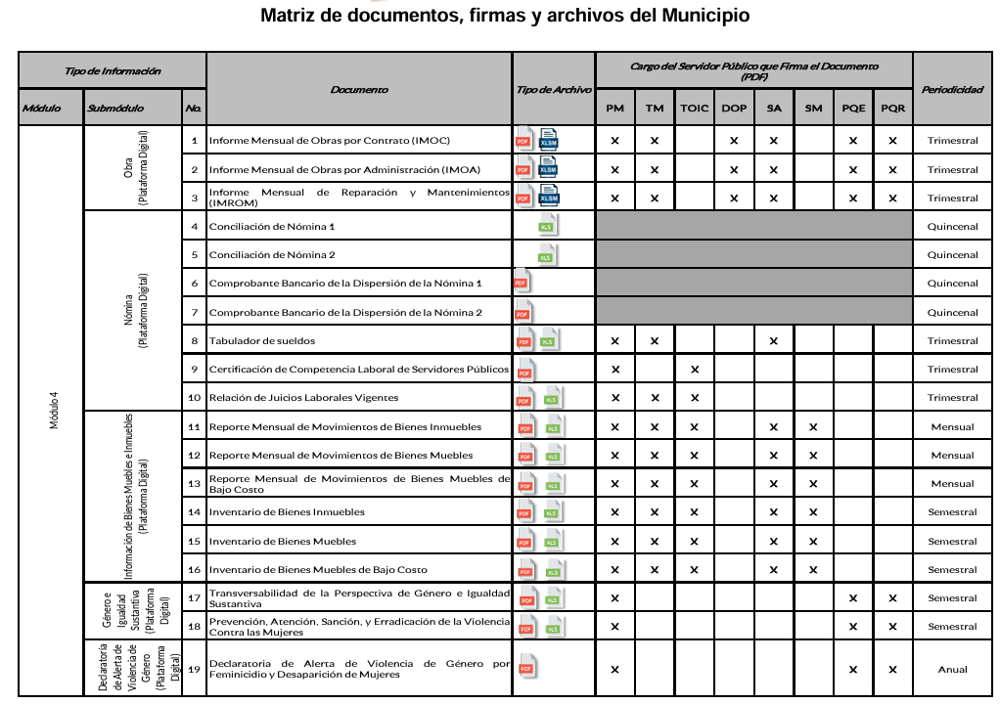 Matriz de documentos, firmas y archivos del Municipio
Tipo de Información
Documento
Tipo de Archivo
Cargo del Servidor Público que Firma el Documento
(PDF)
Periodicidad
Módulo Submódulo No. PM TM TOIC DOP SA SM PQE PQR
Módulo 4
Obra
(Plataforma Digital)
1 Informe Mensual de Obras por Contrato (IMOC) PDF XLSM X X X X X X Trimestral
2 Informe Mensual de Obras por Administración (IMOA) PDF XLSM X X X X X X Trimestral
3 Informe Mensual de Reparación y Mantenimientos
(IMROM) PDF XLSM X X X X X X Trimestral
Nómina
(Plataforma Digital)
4 Conciliación de Nómina 1 XLS Quincenal
5 Conciliación de Nómina 2 XLS Quincenal
6 Comprobante Bancario de la Dispersión de la Nómina 1 PDF Quincenal
7 Comprobante Bancario de la Dispersión de la Nómina 2 PDF Quincenal
8 Tabulador de sueldos PDF XLS X X X Trimestral
9 Certificación de Competencia Laboral de Servidores Públicos PDF X X Trimestral
10 Relación de Juicios Laborales Vigentes PDF XLS X X X Trimestral
Información de Bienes Muebles e Inmuebles
(Plataforma Digital)
11 Reporte Mensual de Movimientos de Bienes Inmuebles PDF XLS X X X X X Mensual
12 Reporte Mensual de Movimientos de Bienes Muebles PDF XLS X X X X X Mensual
13 Reporte Mensual de Movimientos de Bienes Muebles de
Bajo Costo PDF XLS X X X X X Mensual
14 Inventario de Bienes Inmuebles PDF XLS X X X X X Semestral
15 Inventario de Bienes Muebles PDF XLS X X X X X Semestral
16 Inventario de Bienes Muebles de Bajo Costo PDF XLS X X X X X Semestral
Género e
Igualdad
Sustantiva
(Plataforma
Digital)
17 Transversabilidad de la Perspectiva de Género e Igualdad
Sustantiva PDF XLS X X X Semestral
18 Prevención, Atención, Sanción, y Erradicación de la Violencia
Contra las Mujeres PDF XLS X X X Semestral
Declaratoria
de Alerta de
Violencia de
Género
(Plataforma
Digital)
19 Declaratoria de Alerta de Violencia de Género por
Feminicidio y Desaparición de Mujeres PDF X X X Anual